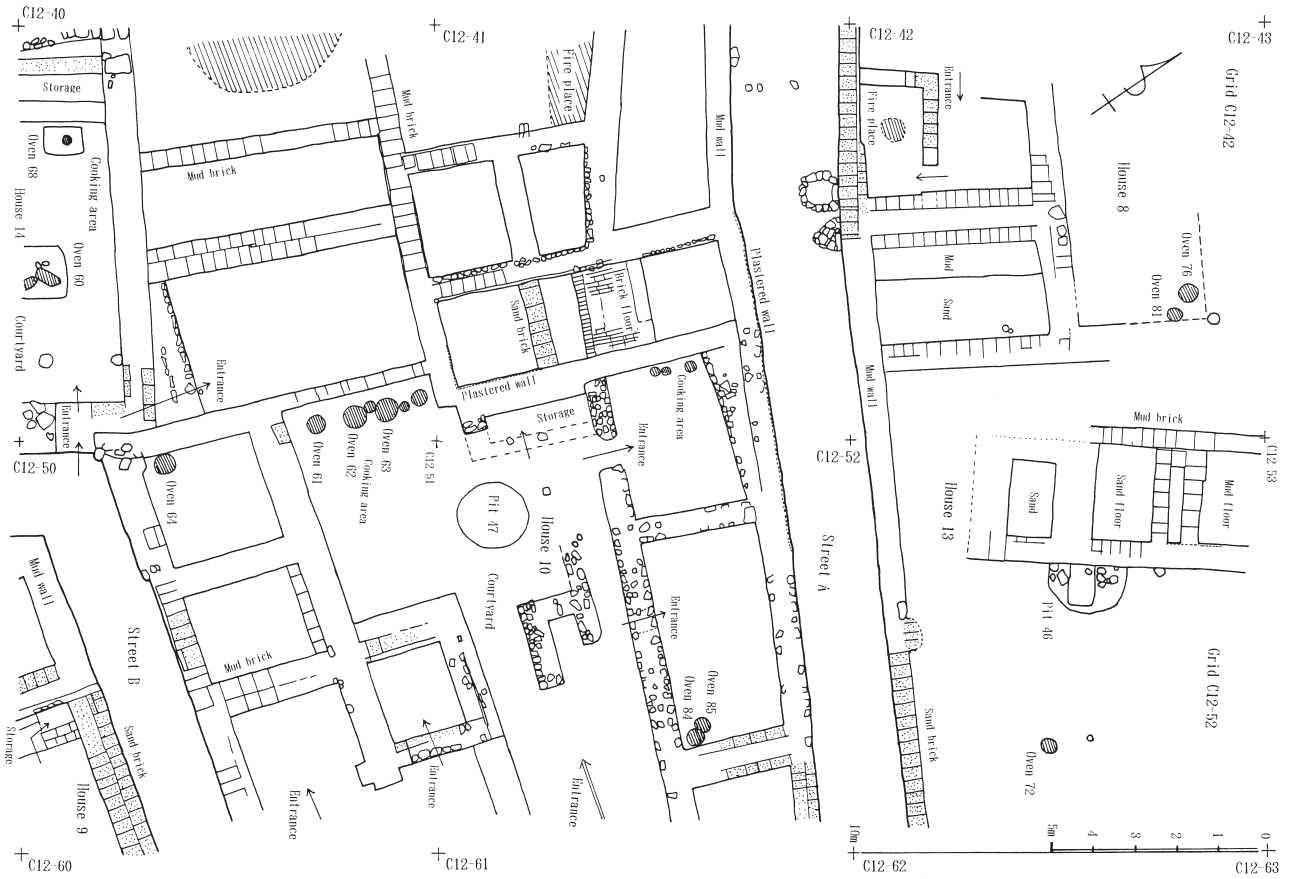 C12-40
C12-41
C12-42
C12-43
Storage
Mud brick
Fire place
Mud wall
Entrance
Fire place
Grid C12-42
House 8
Oven 68
Cooking area
House 14
Oven 60
Courtyard
Entrance
Mud brick
Entrance
Sand brick
Brick floor
Plastered wall
Plastered wall
Storage
Mud
Sand
Mud wall
Oven 76
Oven 81
C12-50
Oven 64
Oven 61
Oven 62
Oven 63
Cooking area
C12-51
Pit 47
House 10
Courtyard
Entrance
Cooking area
C12-52
Street A
House 13
Mud brick
Sand
Sand floor
Mud floor
C12-53
Pit 46
Grid C12-52
Mud wall
Street B
Mud brick
Storage
Sand brick
House 9
Entrance
Entrance
Entrance
Entrance
Oven 84
Oven 85
Sand brick
Oven 72
10m
5m
4
3
2
1
0
C12-60
C12-61
C12-62
C12-63